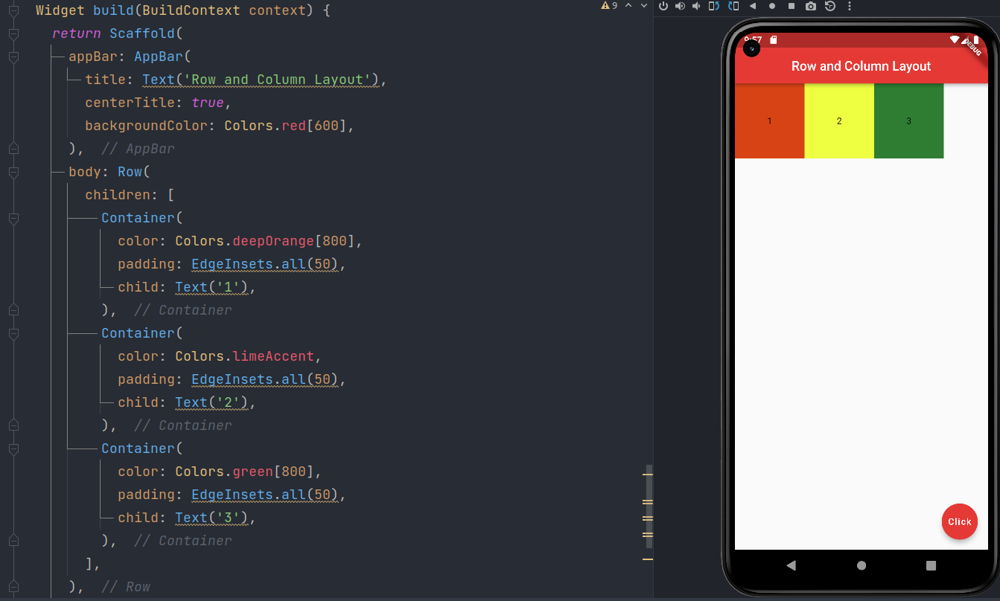 Widget build(BuildContext context) {
return Scaffold(
appBar: AppBar(
title: Text('Row and Column Layout'),
centerTitle: true,
backgroundColor: Colors.red[600],
), // AppBar
body: Row(
children: [
Container(
color: Colors.deepOrange[800],
padding: EdgeInsets.all(50),
child: Text('1'),
), // Container
Container(
color: Colors.limeAccent,
padding: EdgeInsets.all(50),
child: Text('2'),
), // Container
Container(
color: Colors.green[800],
padding: EdgeInsets.all(50),
child: Text('3'),
), // Container
],
), // Row
9
9:57
DEBUG
Row and Column Layout
1 2 3
Click